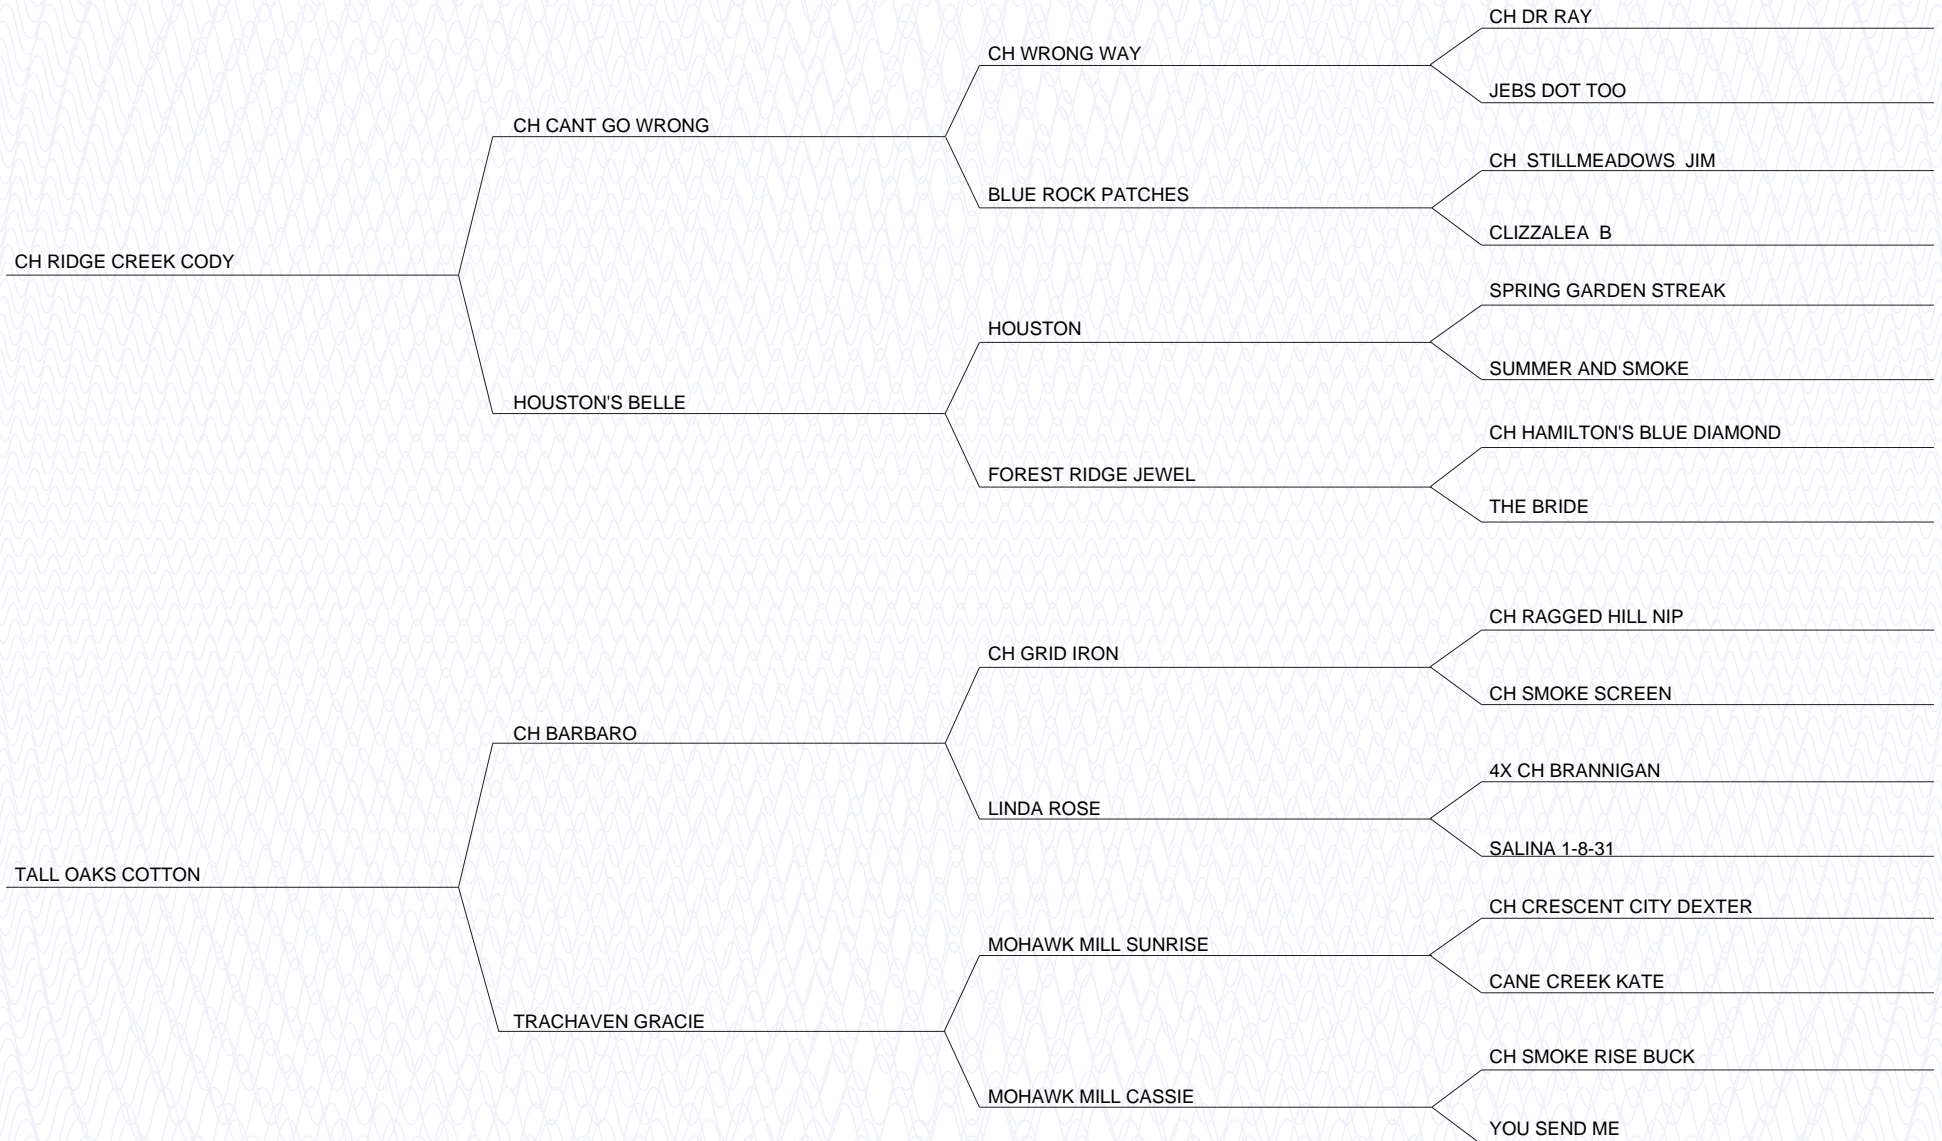 CH DR RAY
CH WRONG WAY
JEBS DOT TOO
CH CANT GO WRONG
CH  STILLMEADOWS  JIM
BLUE ROCK PATCHES
CLIZZALEA  B
CH RIDGE CREEK CODY
SPRING GARDEN STREAK
HOUSTON
SUMMER AND SMOKE
HOUSTON'S BELLE
CH HAMILTON'S BLUE DIAMOND
FOREST RIDGE JEWEL
THE BRIDE
CH RAGGED HILL NIP
CH GRID IRON
CH SMOKE SCREEN
CH BARBARO
4X CH BRANNIGAN
LINDA ROSE
SALINA 1-8-31
TALL OAKS COTTON
CH CRESCENT CITY DEXTER
MOHAWK MILL SUNRISE
CANE CREEK KATE
TRACHAVEN GRACIE
CH SMOKE RISE BUCK
MOHAWK MILL CASSIE
YOU SEND ME